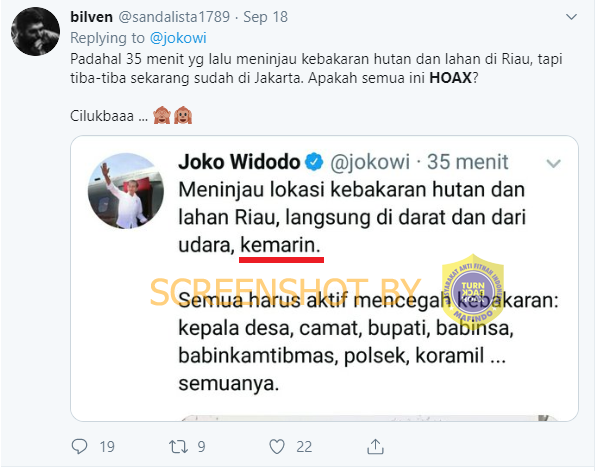 bilven @sandalista1789 · Sep 18
Replying to @jokowi
Padahal 35 menit yg lalu meninjau kebakaran hutan dan lahan di Riau, tapi
tiba-tiba sekarang sudah di Jakarta. Apakah semua ini HOAX?
Cilukbaaa ... 🙈🙊
Joko Widodo @jokowi · 35 menit
Meninjau lokasi kebakaran hutan dan
lahan Riau, langsung di darat dan dari
udara, kemarin.
SCREENSHOT BY
MASYARAKAT ANTI FITNAH INDONESIA
TURN
BACK
HOAX
MAFINDO
Semua harus aktif mencegah kebakaran:
kepala desa, camat, bupati, babinsa,
babinkamtibmas, polsek, koramil ...
semuanya.
19
9
22